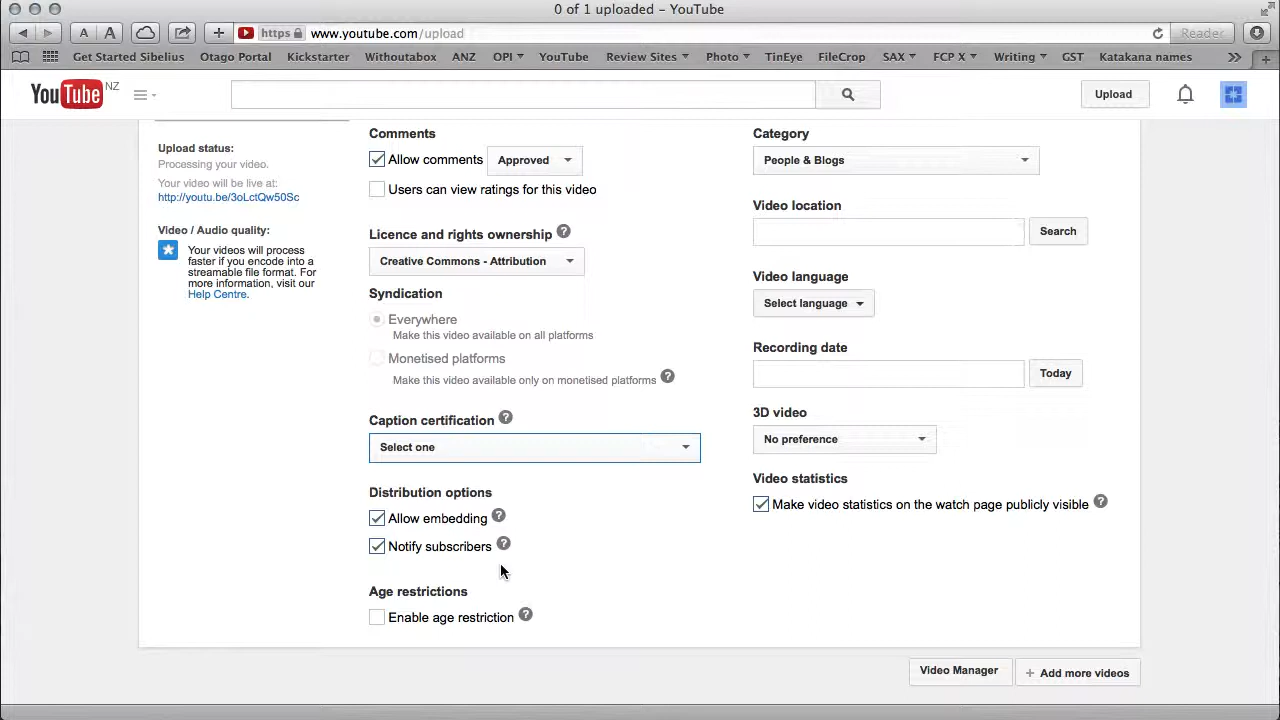 0 of 1 uploaded – YouTube
A A + https www.youtube.com/upload Reader
Get Started Sibelius Otago Portal Kickstarter Withoutabox ANZ OPI YouTube Review Sites Photo TinEye FileCrop SAX FCP X Writing GST Katakana names >> +
YouTube NZ Upload
Upload status:
Processing your video.
Your video will be live at:
http://youtu.be/3oLctQw50Sc
Video / Audio quality:
Your videos will process
faster if you encode into a
streamable file format. For
more information, visit our
Help Centre.
Comments
Allow comments Approved
Users can view ratings for this video
Licence and rights ownership ?
Creative Commons - Attribution
Syndication
Everywhere
Make this video available on all platforms
Monetised platforms
Make this video available only on monetised platforms ?
Caption certification ?
Select one
Distribution options
Allow embedding ?
Notify subscribers ?
Age restrictions
Enable age restriction ?
Category
People & Blogs
Video location
Search
Video language
Select language
Recording date
Today
3D video
No preference
Video statistics
Make video statistics on the watch page publicly visible ?
Video Manager + Add more videos